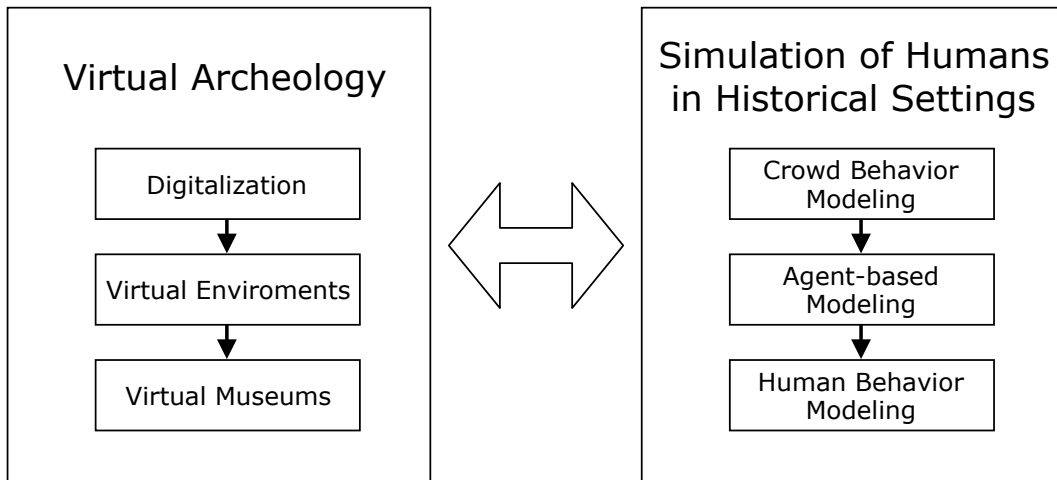 Virtual Archeology
Digitalization
Virtual Enviroments
Virtual Museums
Simulation of Humans
in Historical Settings
Crowd Behavior
Modeling
Agent-based
Modeling
Human Behavior
Modeling